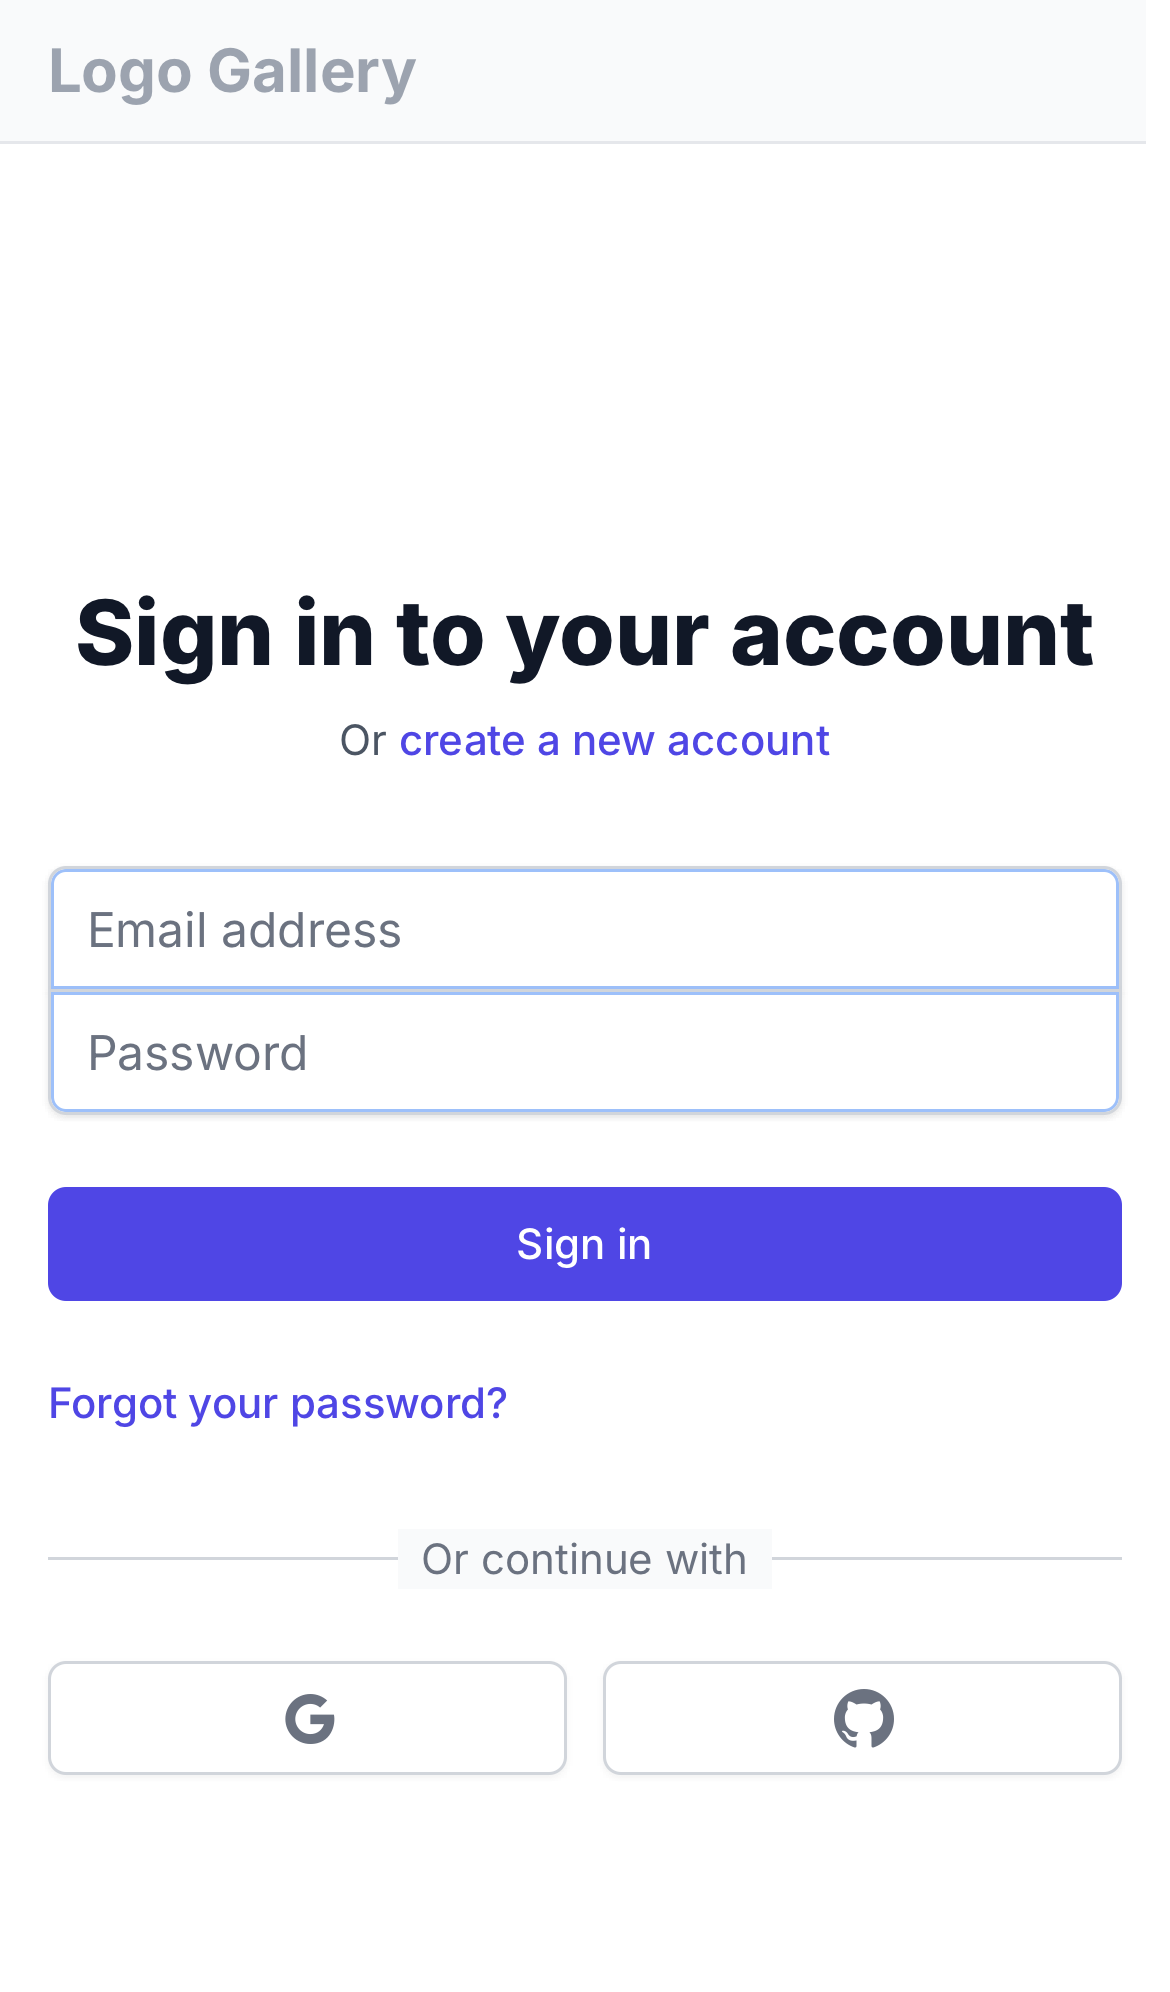 Logo Gallery
Sign in to your account
Or create a new account
Email address
Password
Sign in
Forgot your password?
Or continue with